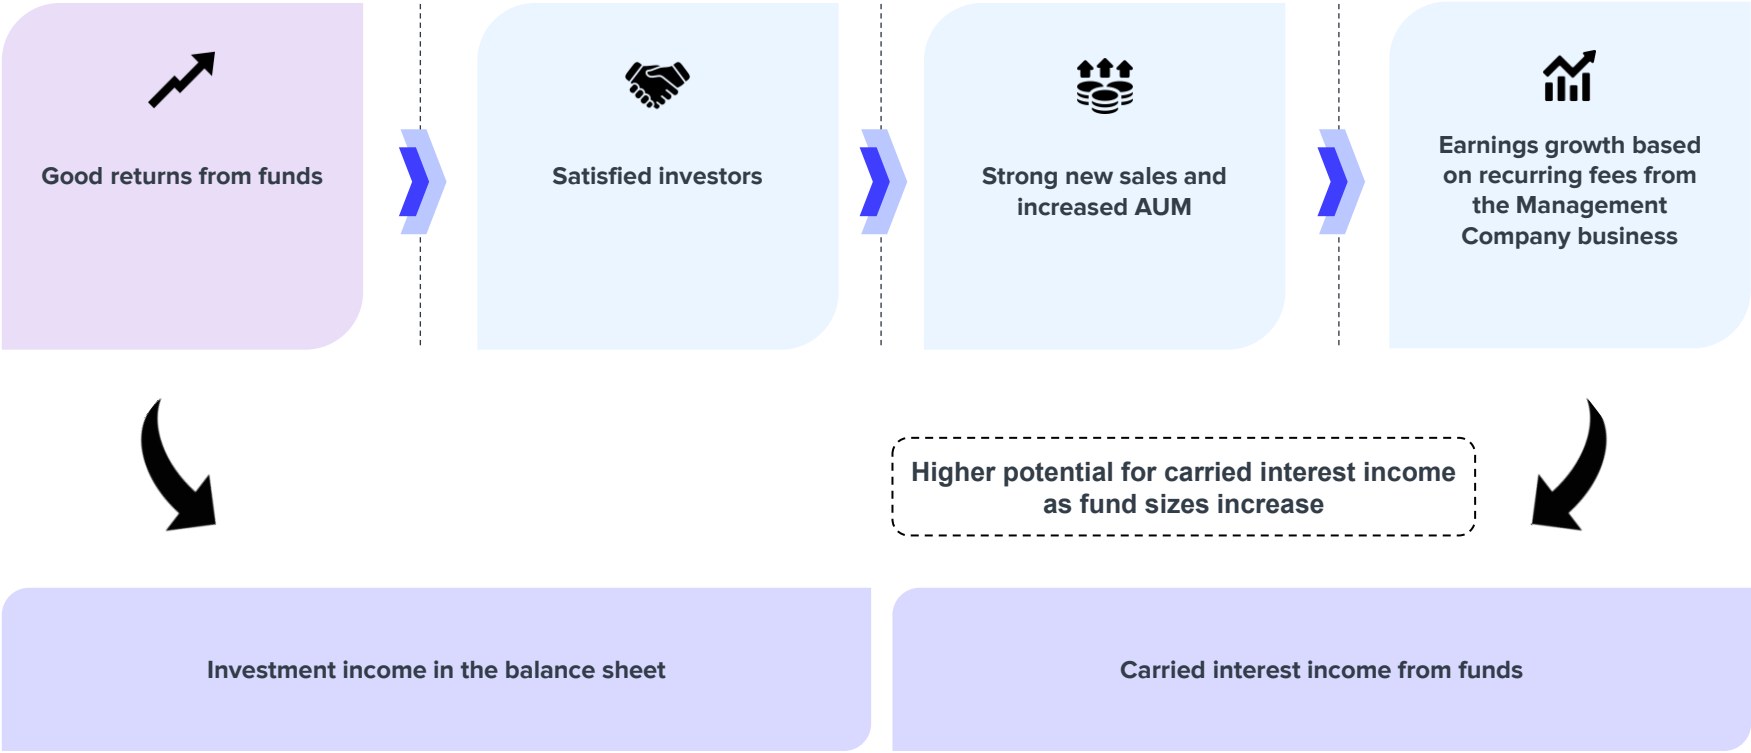 Good returns from funds
Satisfied investors
Strong new sales and
increased AUM
Earnings growth based
on recurring fees from
the Management
Company business
Higher potential for carried interest income
as fund sizes increase
Investment income in the balance sheet
Carried interest income from funds